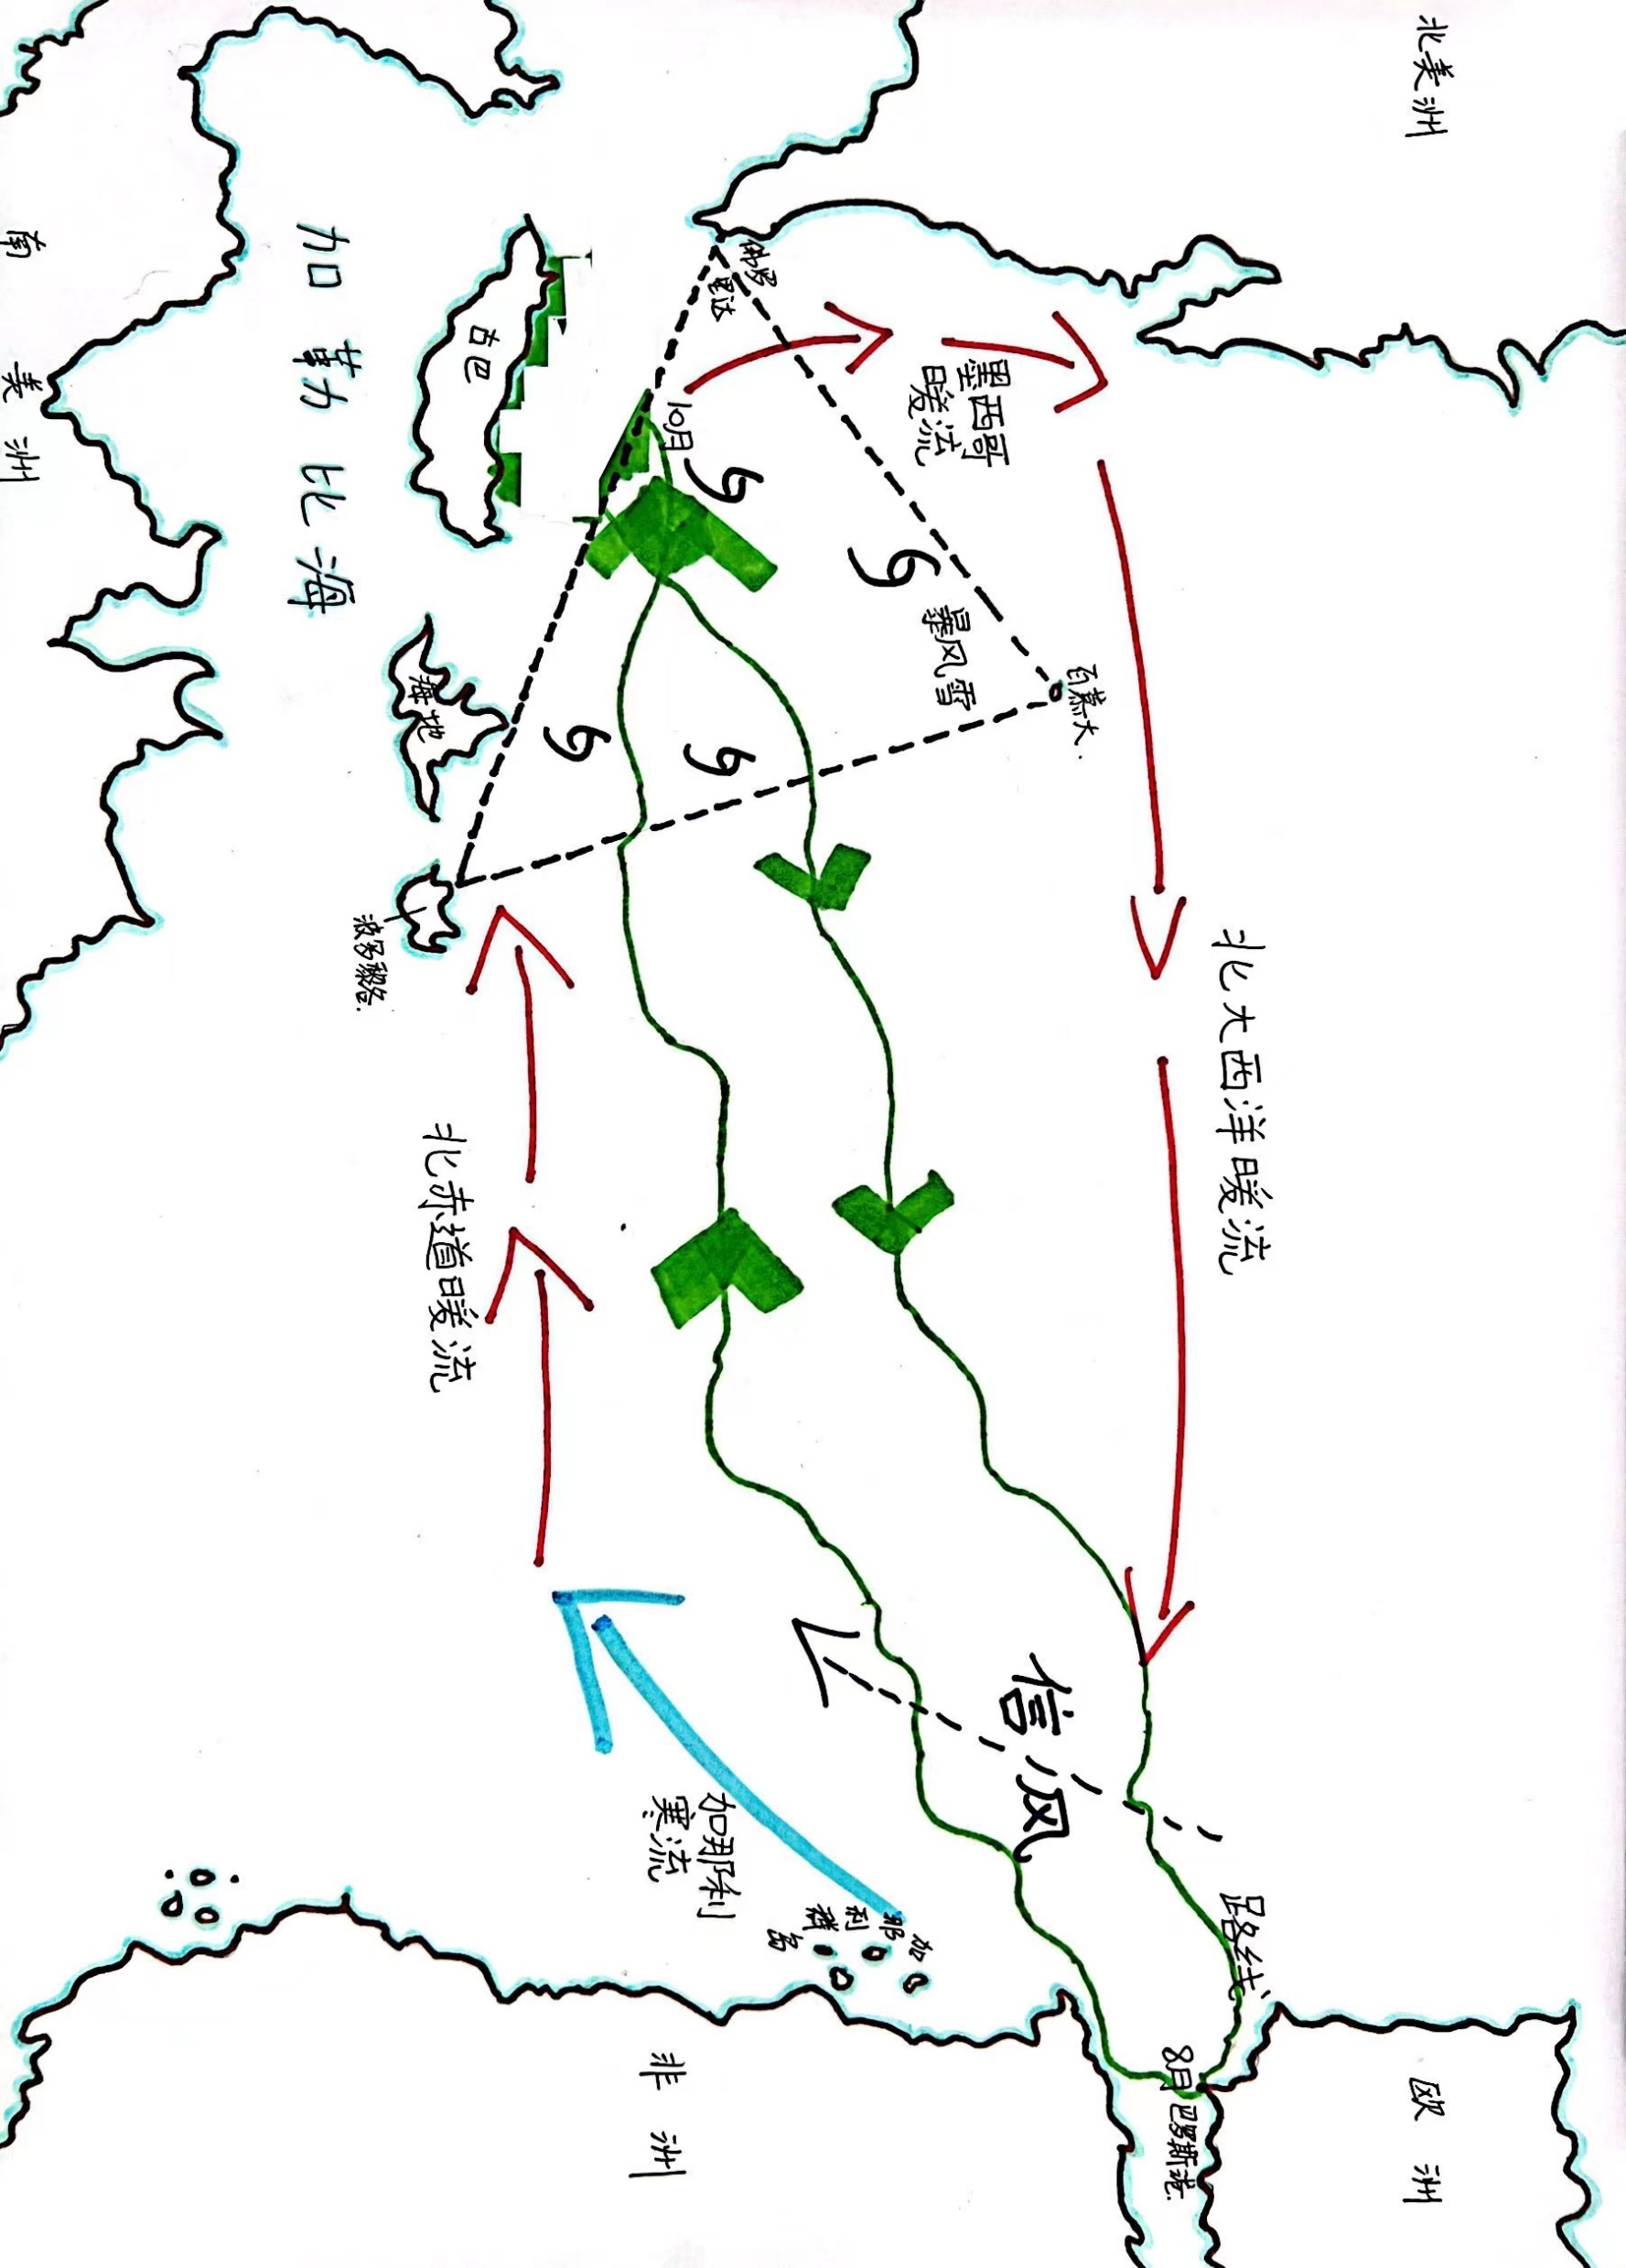 北美洲
欧洲
北大西洋暖流
路线
佛罗
里达
墨西哥
暖流
百慕大.
暴风雪
信风
8月
巴罗斯港.
10月
古巴
海地
波多黎各.
加勒比海
北赤道暖流
加那利
寒流
加
那
利
群
岛
非洲
南美洲